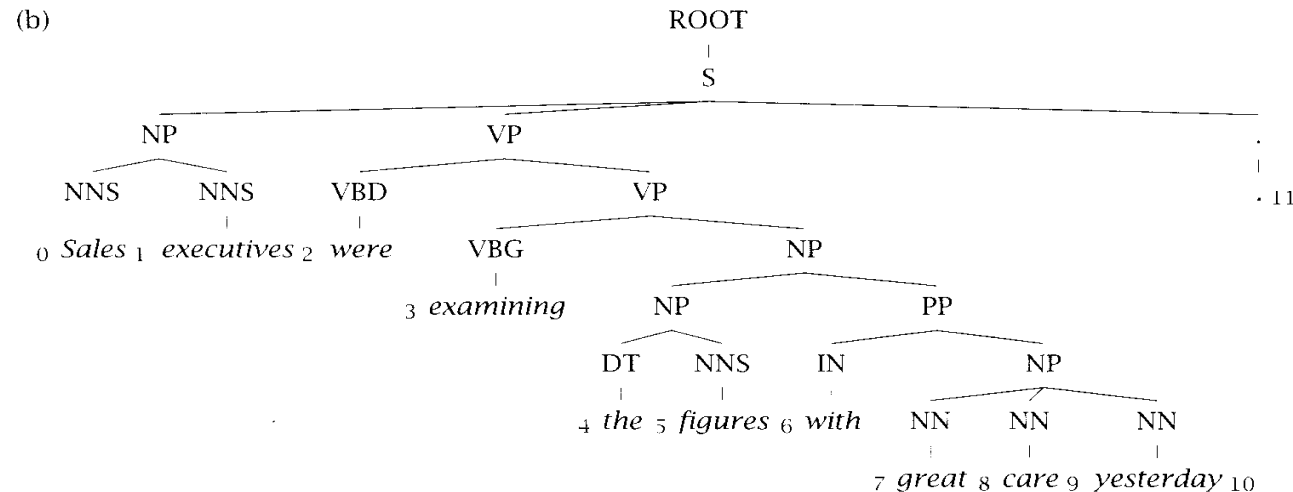 (b) ROOT
S
NP VP .
NNS NNS VBD VP . 11
0 Sales 1 executives 2 were VBG NP
3 examining NP PP
DT NNS IN NP
4 the 5 figures 6 with NN NN NN
7 great 8 care 9 yesterday 10